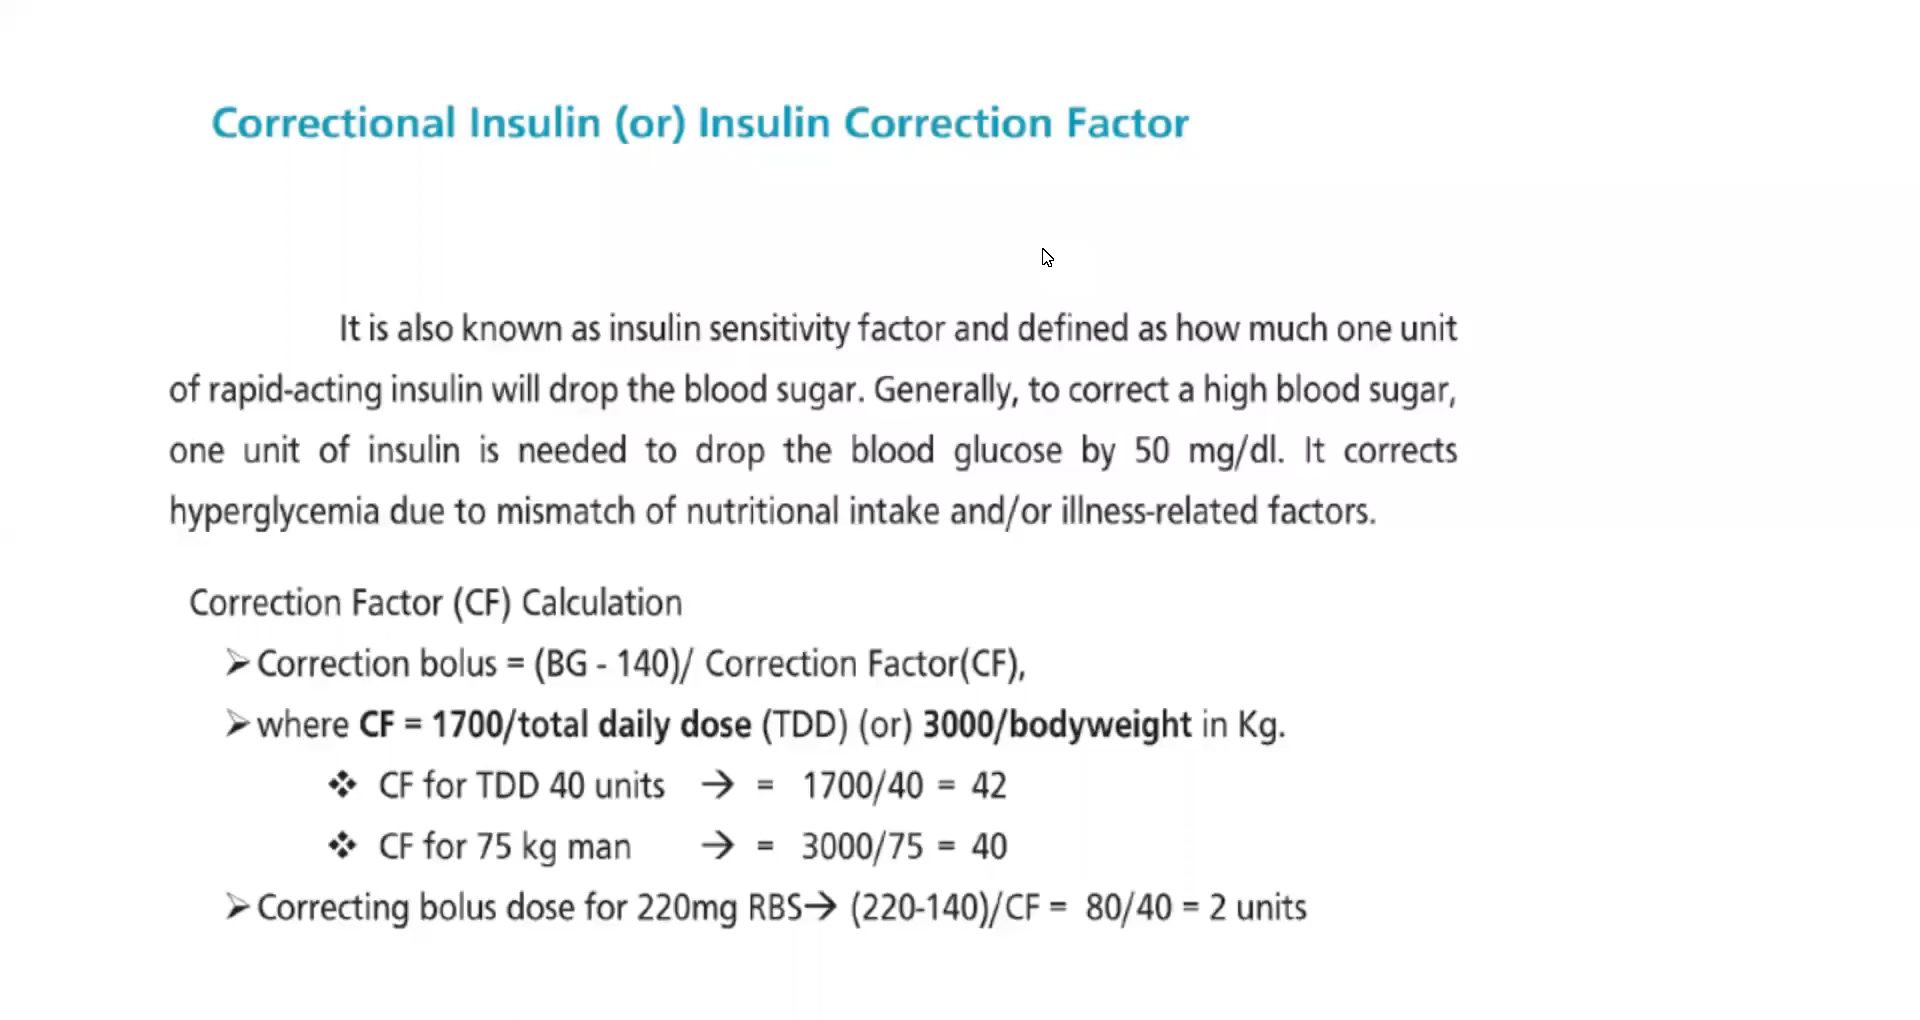 Correctional Insulin (or) Insulin Correction Factor
It is also known as insulin sensitivity factor and defined as how much one unit
of rapid-acting insulin will drop the blood sugar. Generally, to correct a high blood sugar,
one unit of insulin is needed to drop the blood glucose by 50 mg/dl. It corrects
hyperglycemia due to mismatch of nutritional intake and/or illness-related factors.
Correction Factor (CF) Calculation
➢ Correction bolus = (BG - 140)/ Correction Factor(CF),
➢ where CF = 1700/total daily dose (TDD) (or) 3000/bodyweight in Kg.
❖ CF for TDD 40 units → = 1700/40 = 42
❖ CF for 75 kg man → = 3000/75 = 40
➢ Correcting bolus dose for 220mg RBS→ (220-140)/CF = 80/40 = 2 units